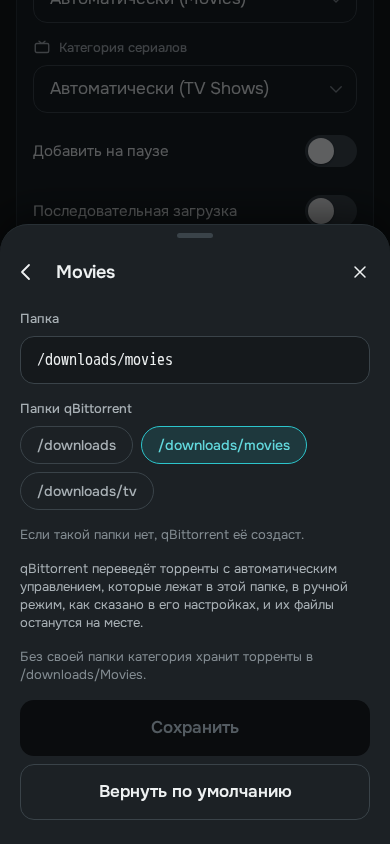 Автоматически (Movies)
Категория сериалов
Автоматически (TV Shows)
Добавить на паузе
Последовательная загрузка
Movies
Папка
/downloads/movies
Папки qBittorrent
/downloads
/downloads/movies
/downloads/tv
Если такой папки нет, qBittorrent её создаст.
qBittorrent переведёт торренты с автоматическим
управлением, которые лежат в этой папке, в ручной
режим, как сказано в его настройках, и их файлы
останутся на месте.
Без своей папки категория хранит торренты в
/downloads/Movies.
Сохранить
Вернуть по умолчанию